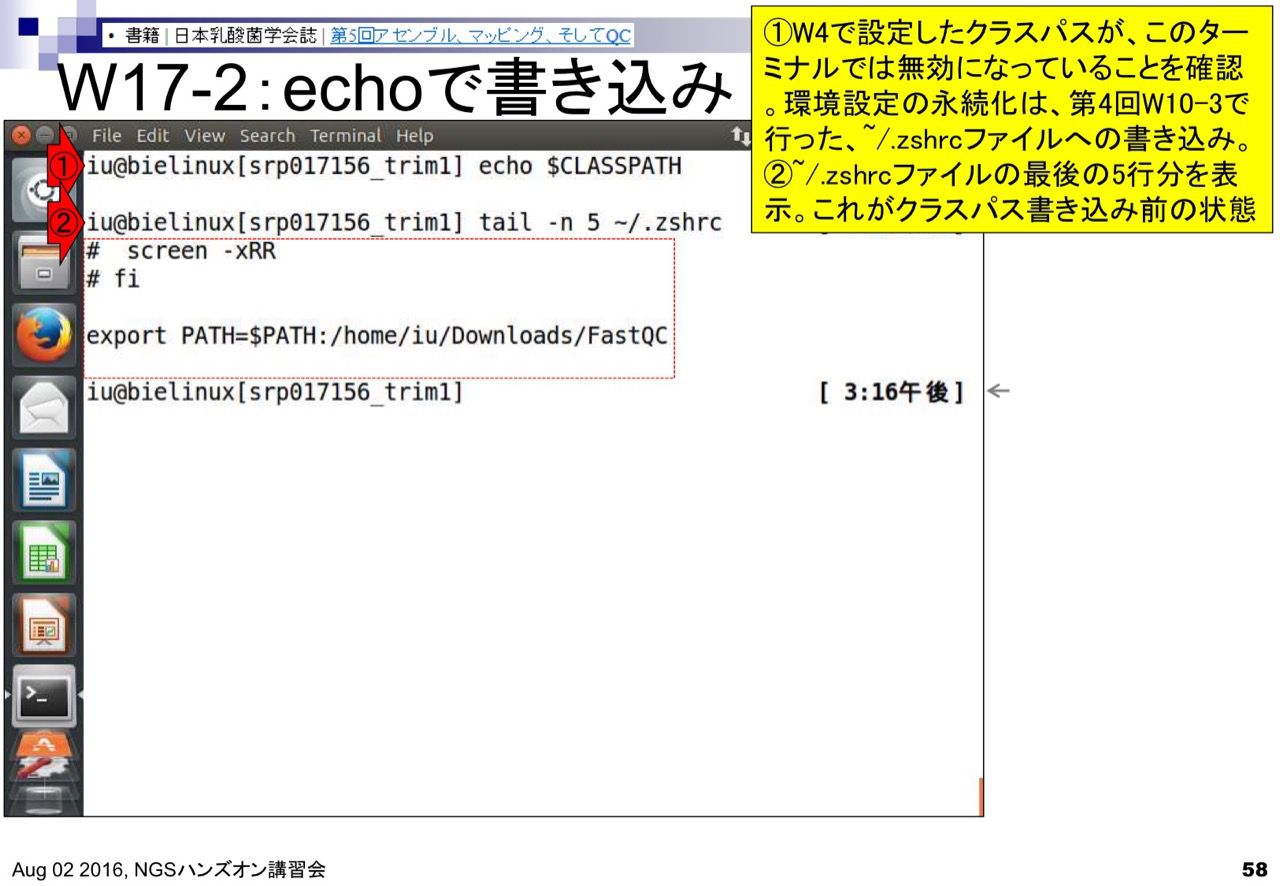 • 書籍 | 日本乳酸菌学会誌 | 第5回アセンブル、マッピング、そしてQC
W17-2：echoで書き込み
①W4で設定したクラスパスが、このター
ミナルでは無効になっていることを確認
。環境設定の永続化は、第4回W10-3で
行った、~/.zshrcファイルへの書き込み。
②~/.zshrcファイルの最後の5行分を表
示。これがクラスパス書き込み前の状態
File Edit View Search Terminal Help
① iu@bielinux[srp017156_trim1] echo $CLASSPATH
② iu@bielinux[srp017156_trim1] tail -n 5 ~/.zshrc
#  screen -xRR
# fi
export PATH=$PATH:/home/iu/Downloads/FastQC
iu@bielinux[srp017156_trim1] [ 3:16午後] ←
Aug 02 2016, NGSハンズオン講習会
58